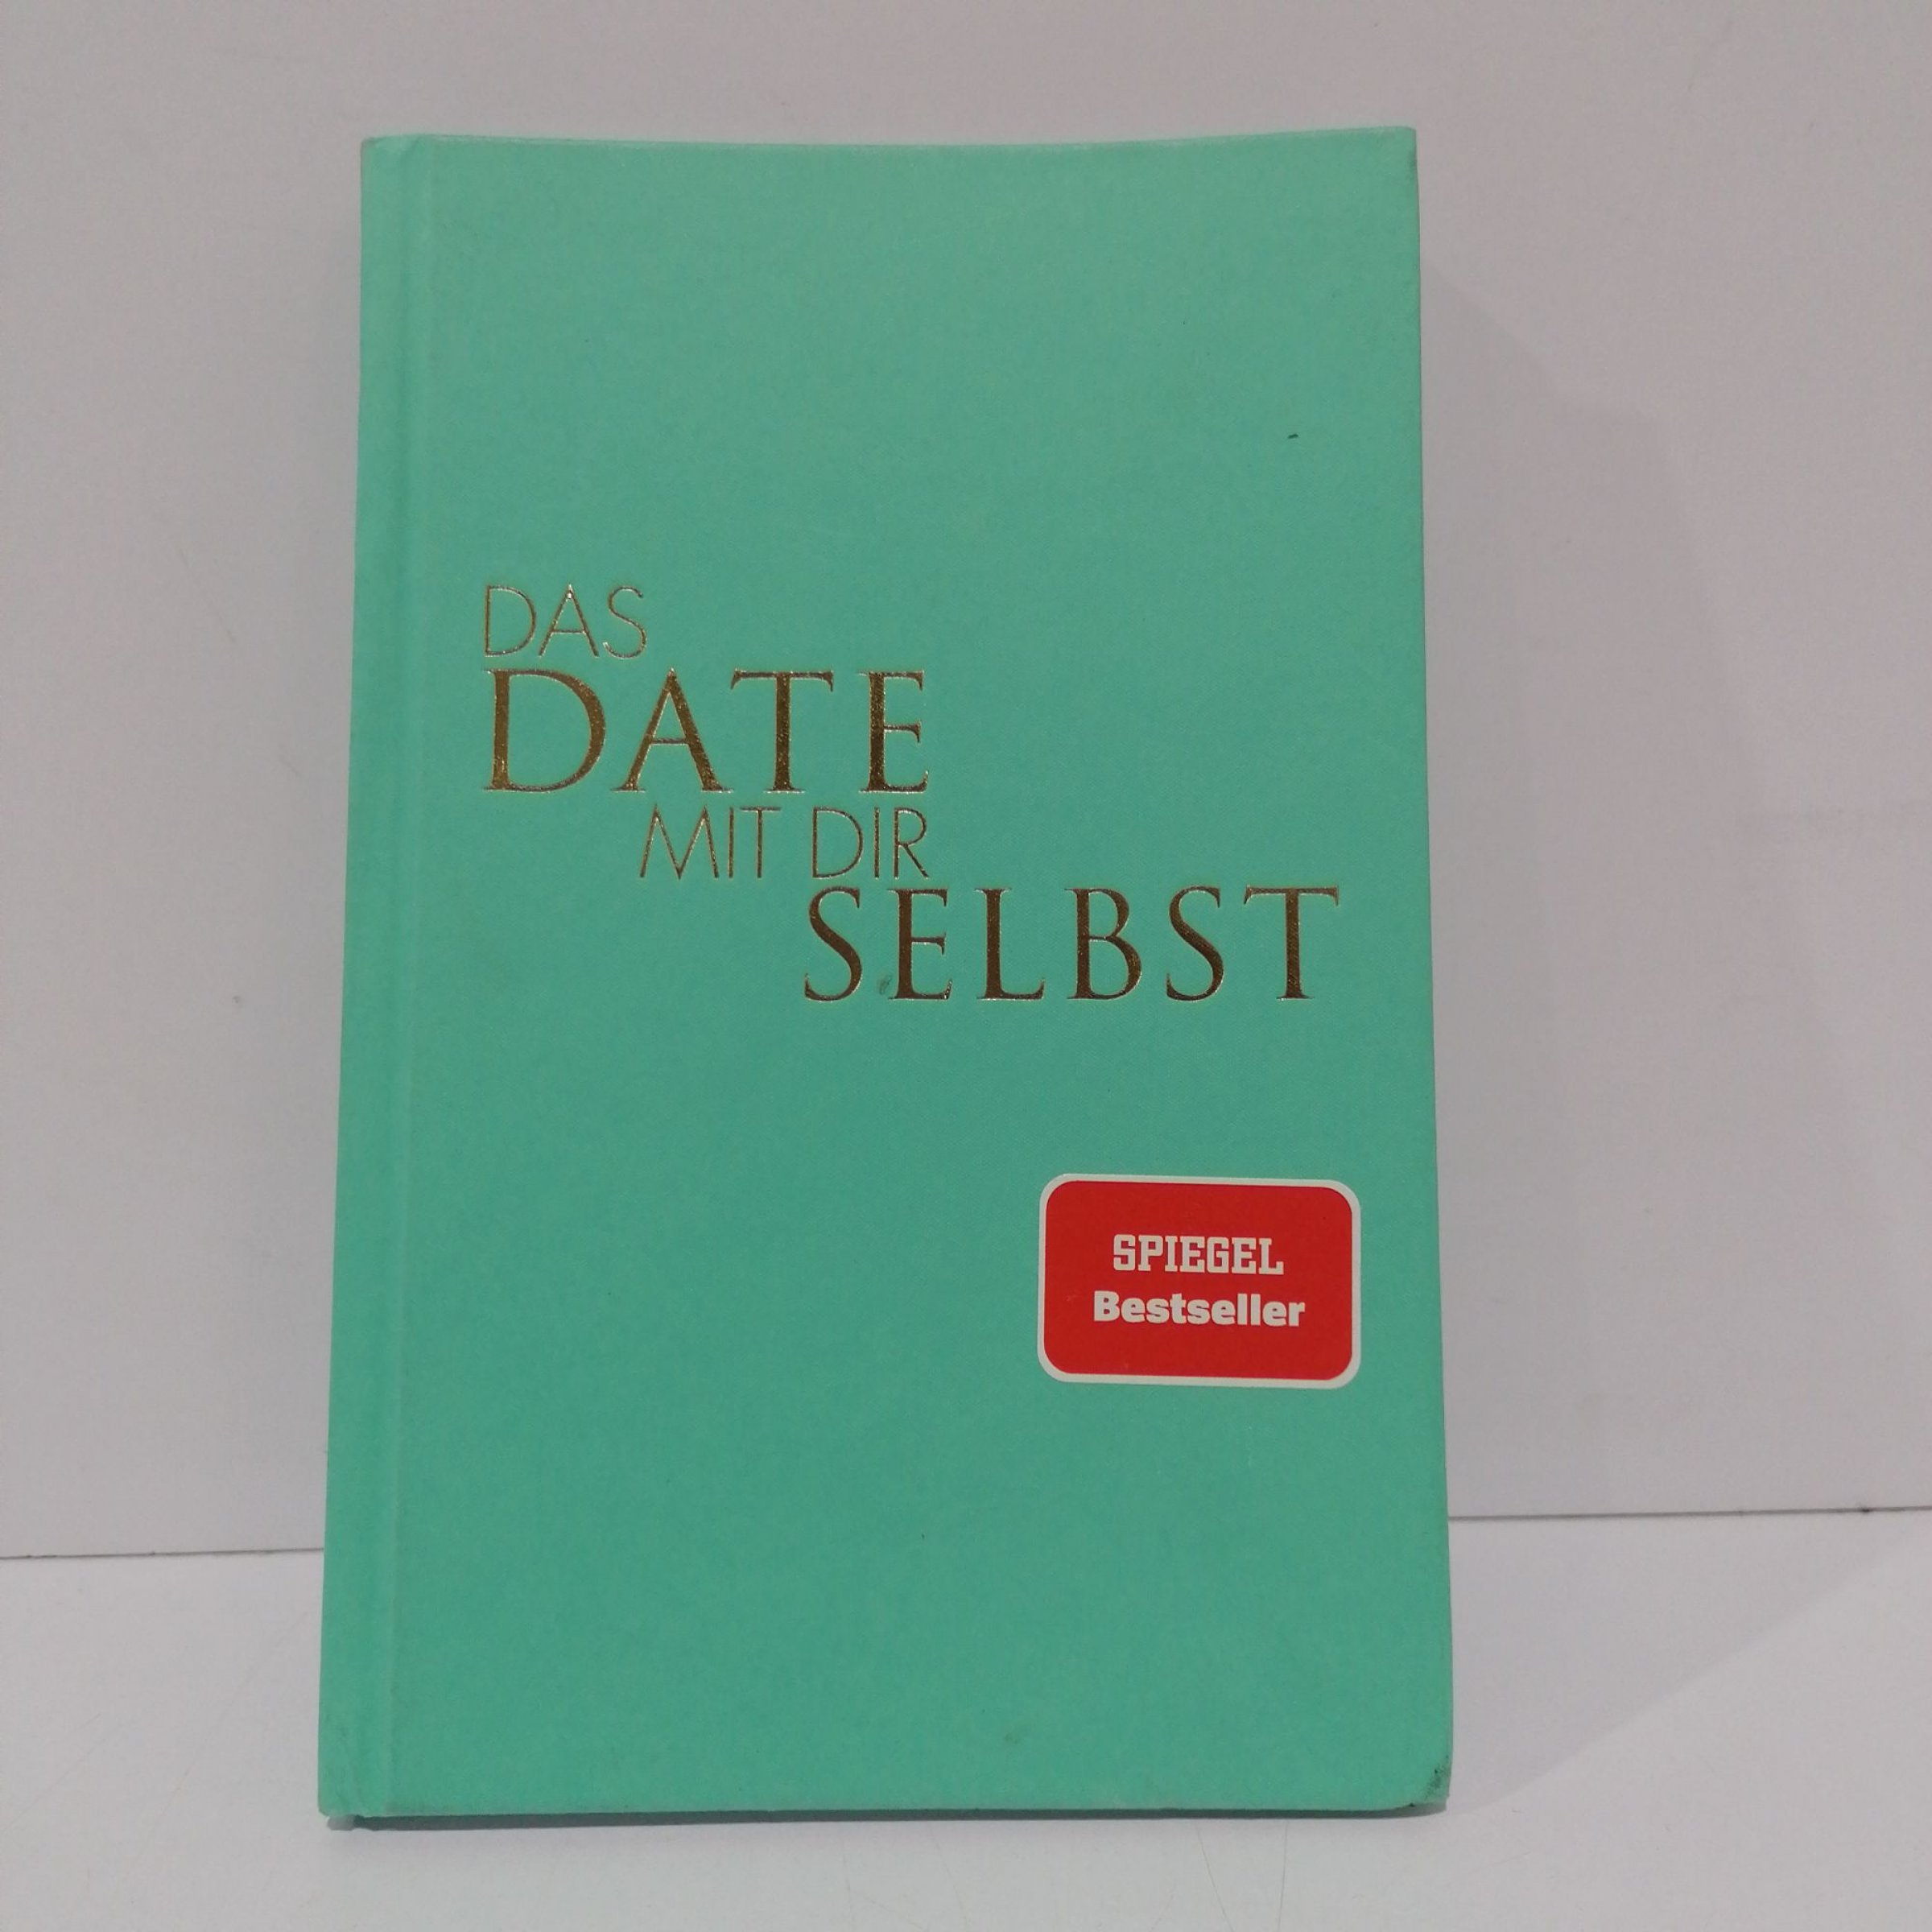 DAS
DATE
MIT DIR
SELBST
SPIEGEL
Bestseller